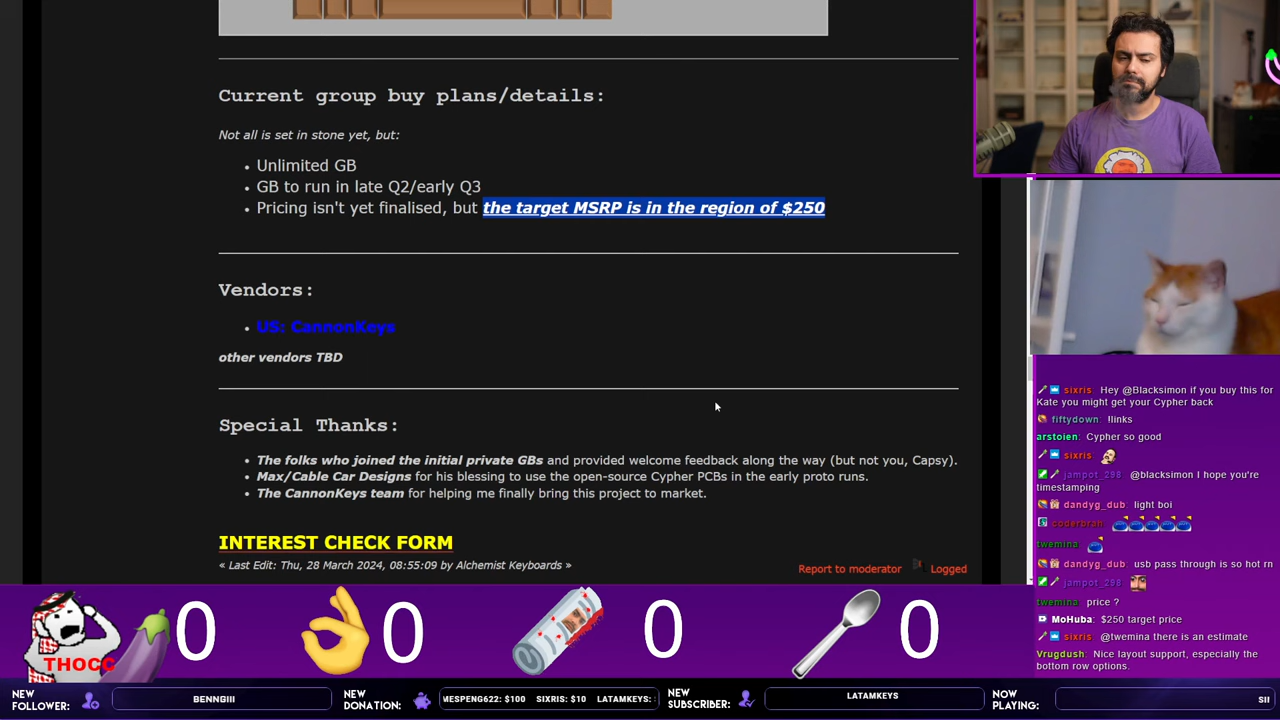 Current group buy plans/details:
Not all is set in stone yet, but:
Unlimited GB
GB to run in late Q2/early Q3
Pricing isn't yet finalised, but the target MSRP is in the region of $250
Vendors:
US: CannonKeys
other vendors TBD
Special Thanks:
The folks who joined the initial private GBs and provided welcome feedback along the way (but not you, Capsy).
Max/Cable Car Designs for his blessing to use the open-source Cypher PCBs in the early proto runs.
The CannonKeys team for helping me finally bring this project to market.
INTEREST CHECK FORM
« Last Edit: Thu, 28 March 2024, 08:55:09 by Alchemist Keyboards »
Report to moderator
Logged
sixris Hey @Blacksimon if you buy this for
Kate you might get your Cypher back
fiftydown: !links
arstoien: Cypher so good
sixris
jampot_298 @blacksimon I hope you're
timestamping
dandyg_dub: light boi
coderbran
twemina:
dandyg_dub: usb pass through is so hot rn
jampot_298
twemina: price ?
MoHuba: $250 target price
sixris @twemina there is an estimate
Vrugdush: Nice layout support, especially the
bottom row options.
THOCC
0
0
0
0
NEW
FOLLOWER:
BENNGIII
NEW
DONATION:
MESPENG622: $100 SIXRIS: $10 LATAMKEYS:
NEW
SUBSCRIBER:
LATAMKEYS
NOW
PLAYING:
SII